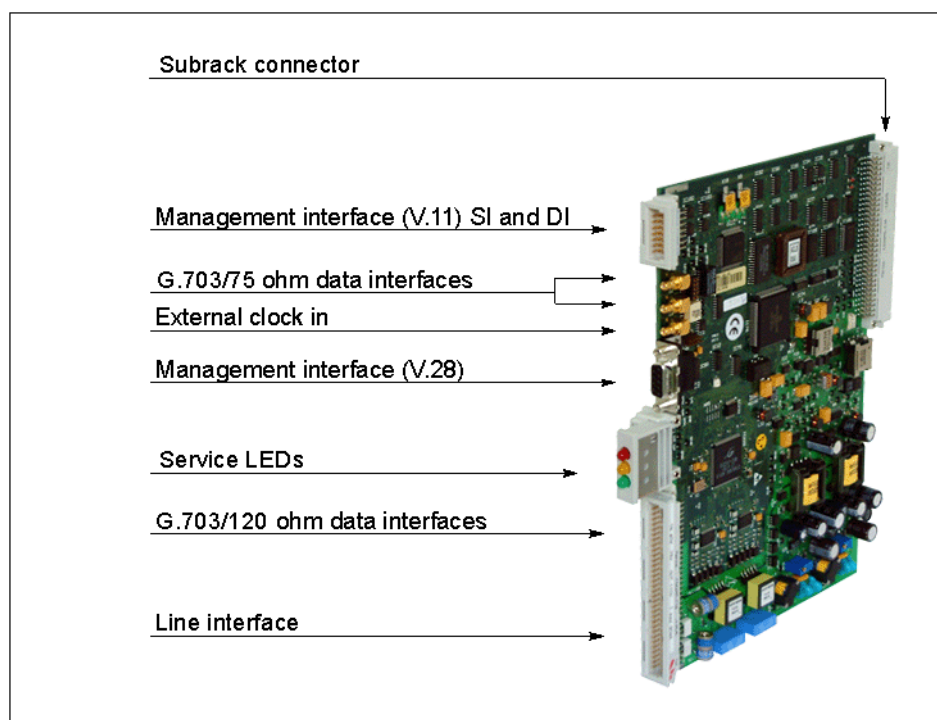 Subrack connector
Management interface (V.11) SI and DI
G.703/75 ohm data interfaces
External clock in
Management interface (V.28)
Service LEDs
G.703/120 ohm data interfaces
Line interface
CE